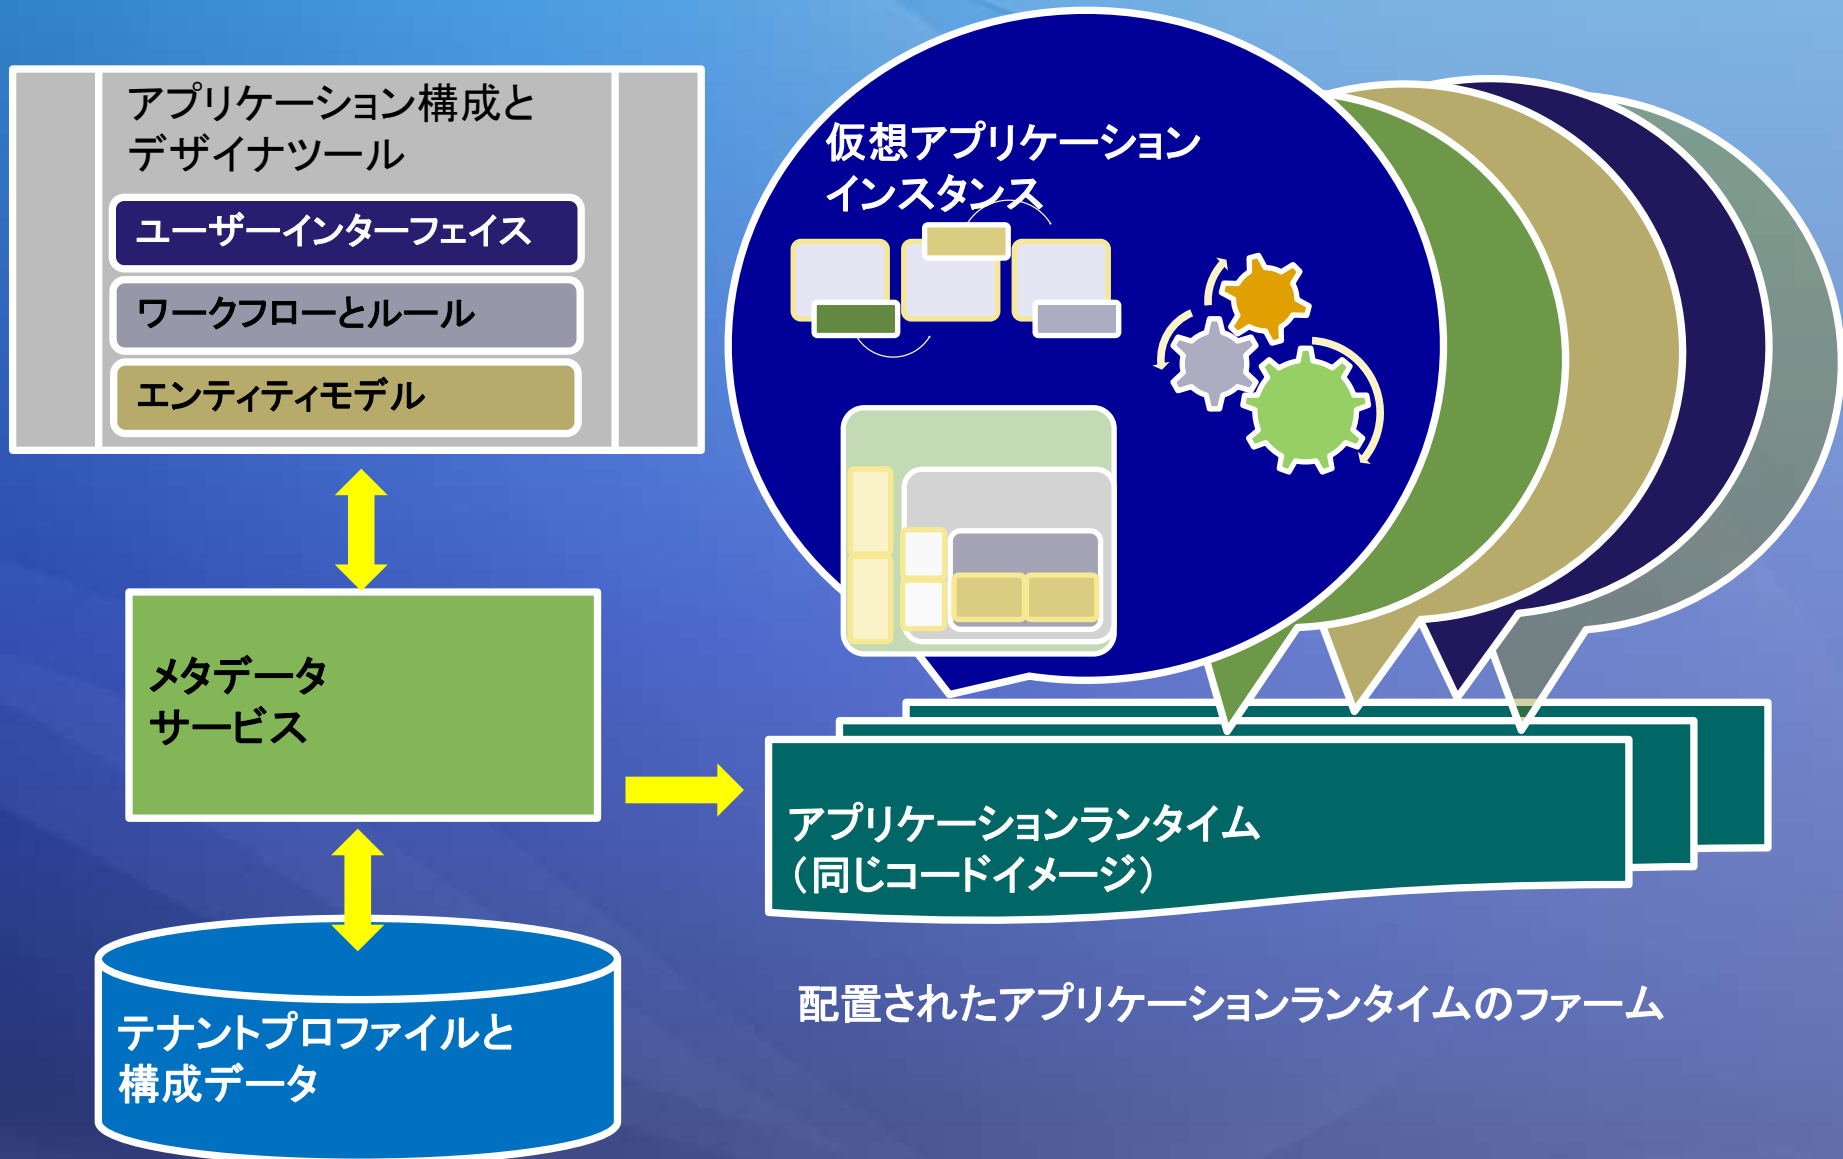 アプリケーション構成と
デザイナツール
ユーザーインターフェイス
ワークフローとルール
エンティティモデル
メタデータ
サービス
テナントプロファイルと
構成データ
仮想アプリケーション
インスタンス
アプリケーションランタイム
（同じコードイメージ）
配置されたアプリケーションランタイムのファーム